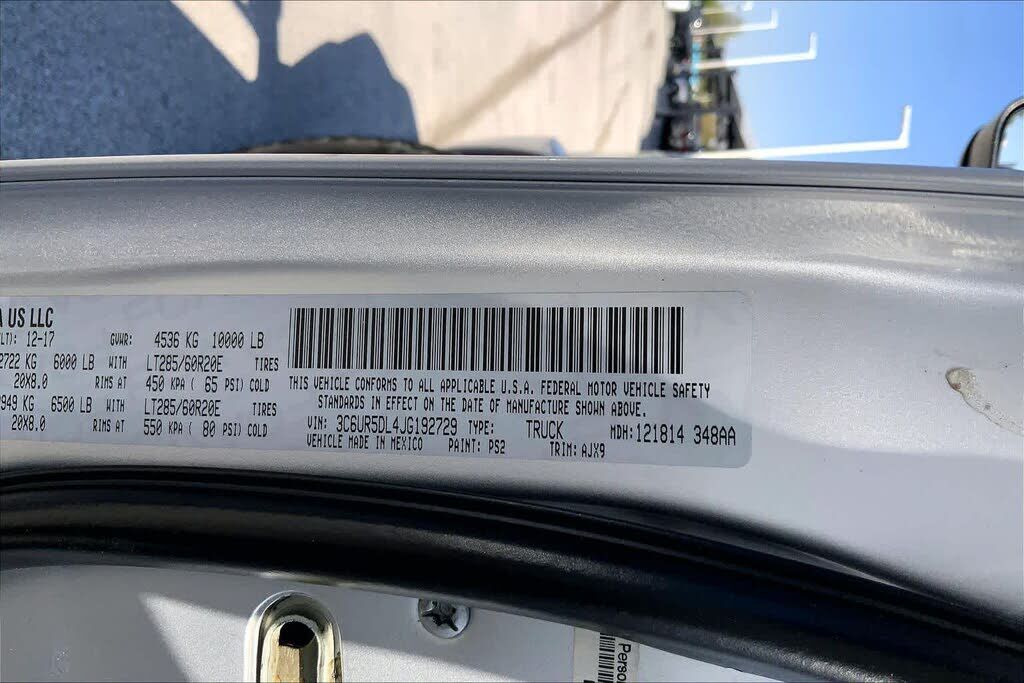 A US LLC
LT): 12-17 GVWR: 4536 KG 10000 LB
2722 KG 6000 LB WITH LT285/60R20E TIRES
20X8.0 RIMS AT 450 KPA ( 65 PSI) COLD
2949 KG 6500 LB WITH LT285/60R20E TIRES
20X8.0 RIMS AT 550 KPA ( 80 PSI) COLD
THIS VEHICLE CONFORMS TO ALL APPLICABLE U.S.A. FEDERAL MOTOR VEHICLE SAFETY
STANDARDS IN EFFECT ON THE DATE OF MANUFACTURE SHOWN ABOVE.
VIN: 3C6UR5DL4JG192729 TYPE: TRUCK MDH: 121814 348AA
VEHICLE MADE IN MEXICO PAINT: PS2 TRIM: AJX9
Person